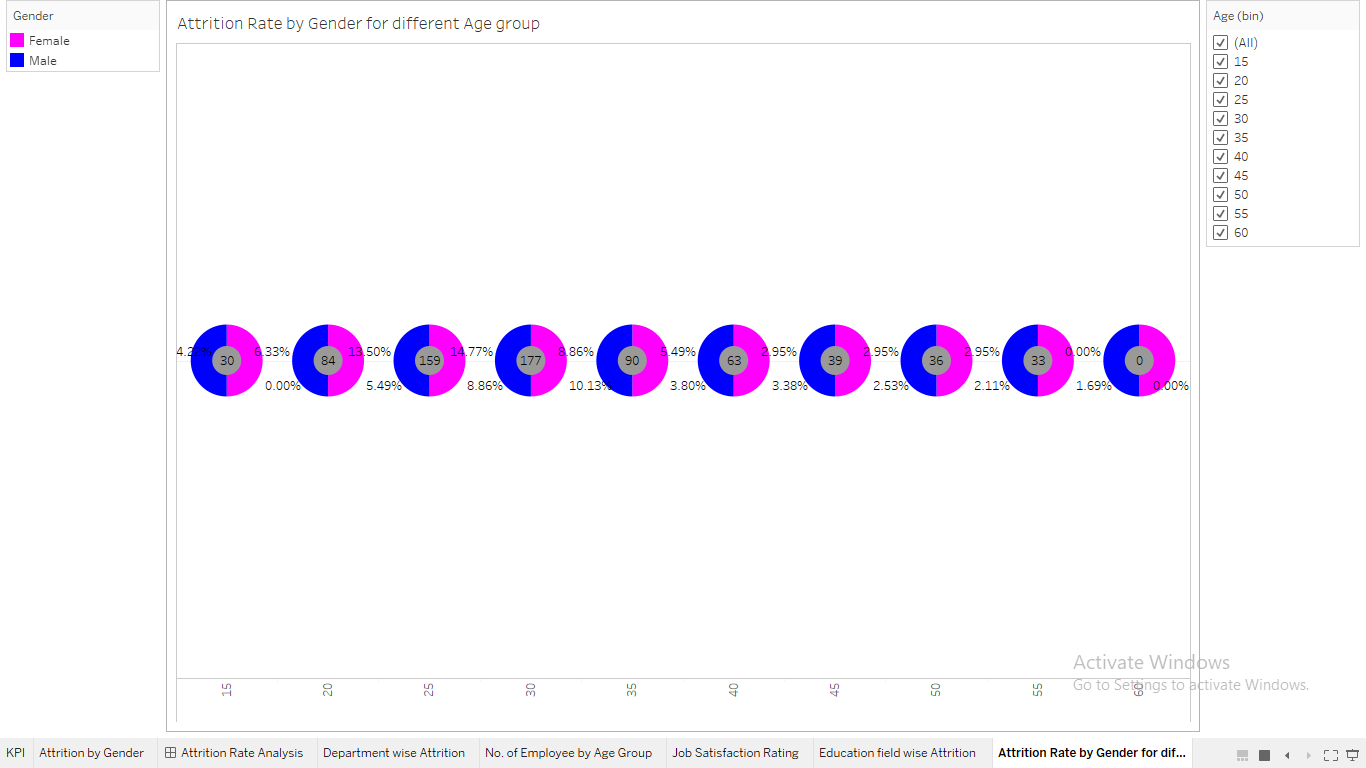 Gender
Female
Male
Attrition Rate by Gender for different Age group
Age (bin)
(All)
15
20
25
30
35
40
45
50
55
60
6.33% 13.50% 14.77% 8.86% 5.49% 2.95% 2.95% 2.95% 0.00%
30 84 159 177 90 63 39 36 33 0
0.00% 5.49% 8.86% 10.13% 3.80% 3.38% 2.53% 2.11% 1.69% 0.00%
15 20 25 30 35 40 45 50 55 60
Activate Windows
Go to Settings to activate Windows.
KPI Attrition by Gender Attrition Rate Analysis Department wise Attrition No. of Employee by Age Group Job Satisfaction Rating Education field wise Attrition Attrition Rate by Gender for dif...